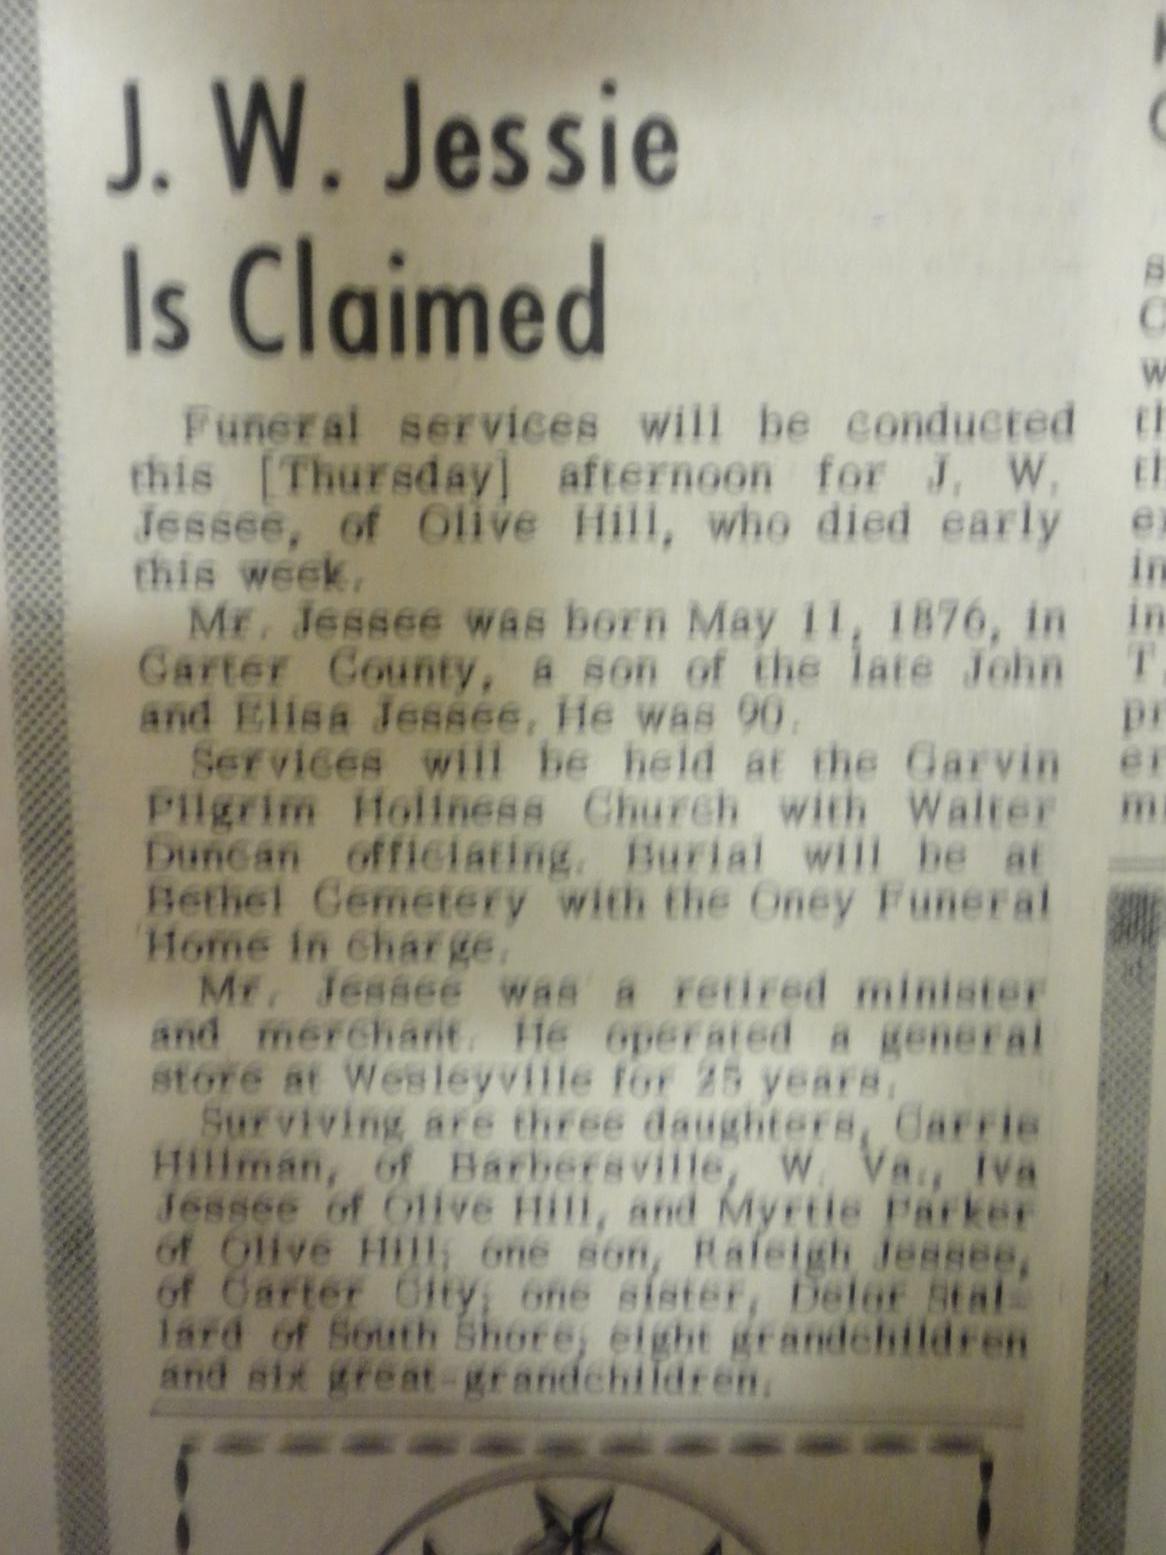 J. W. Jessie
Is Claimed
Funeral services will be conducted
this [Thursday] afternoon for J. W.
Jessee, of Olive Hill, who died early
this week.
Mr. Jessee was born May 11, 1876, in
Carter County, a son of the late John
and Elisa Jessee. He was 90.
Services will be held at the Garvin
Pilgrim Holiness Church with Walter
Duncan officiating. Burial will be at
Bethel Cemetery with the Oney Funeral
Home in charge.
Mr. Jessee was a retired minister
and merchant. He operated a general
store at Wesleyville for 25 years.
Surviving are three daughters, Carrie
Hillman, of Barbersville, W. Va., Iva
Jessee of Olive Hill, and Myrtle Parker
of Olive Hill; one son, Raleigh Jessee,
of Carter City; one sister, Stal-
lard of South Shore; eight grandchildren
and six great-grandchildren.